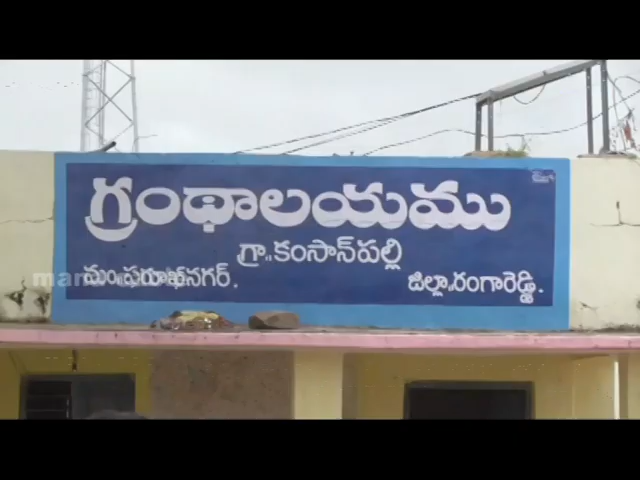 గ్రంథాలయము
గ్రా॥కంసాన్‌పల్లి
మం॥ఫరూఖ్‌నగర్. జిల్లా॥రంగారెడ్డి.